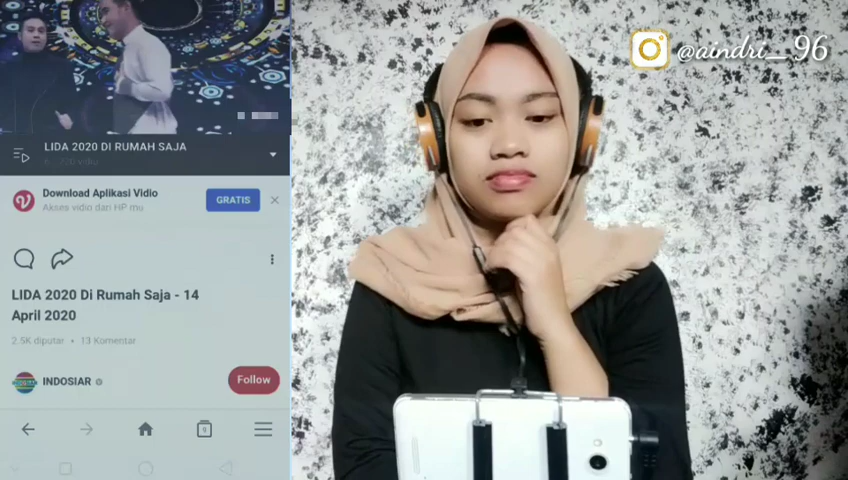 @aindri_96
LIDA 2020 DI RUMAH SAJA
Download Aplikasi Vidio
Akses vidio dari HP mu
GRATIS
LIDA 2020 Di Rumah Saja - 14
April 2020
2.5K diputar • 13 Komentar
INDOSIAR
Follow
9